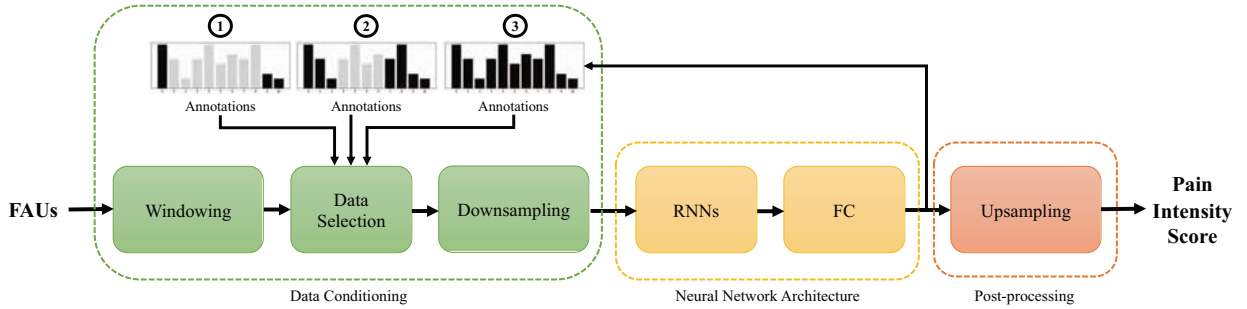 1
2
3
Annotations
Annotations
Annotations
FAUs
Windowing
Data
Selection
Downsampling
RNNs
FC
Upsampling
Pain
Intensity
Score
Data Conditioning
Neural Network Architecture
Post-processing